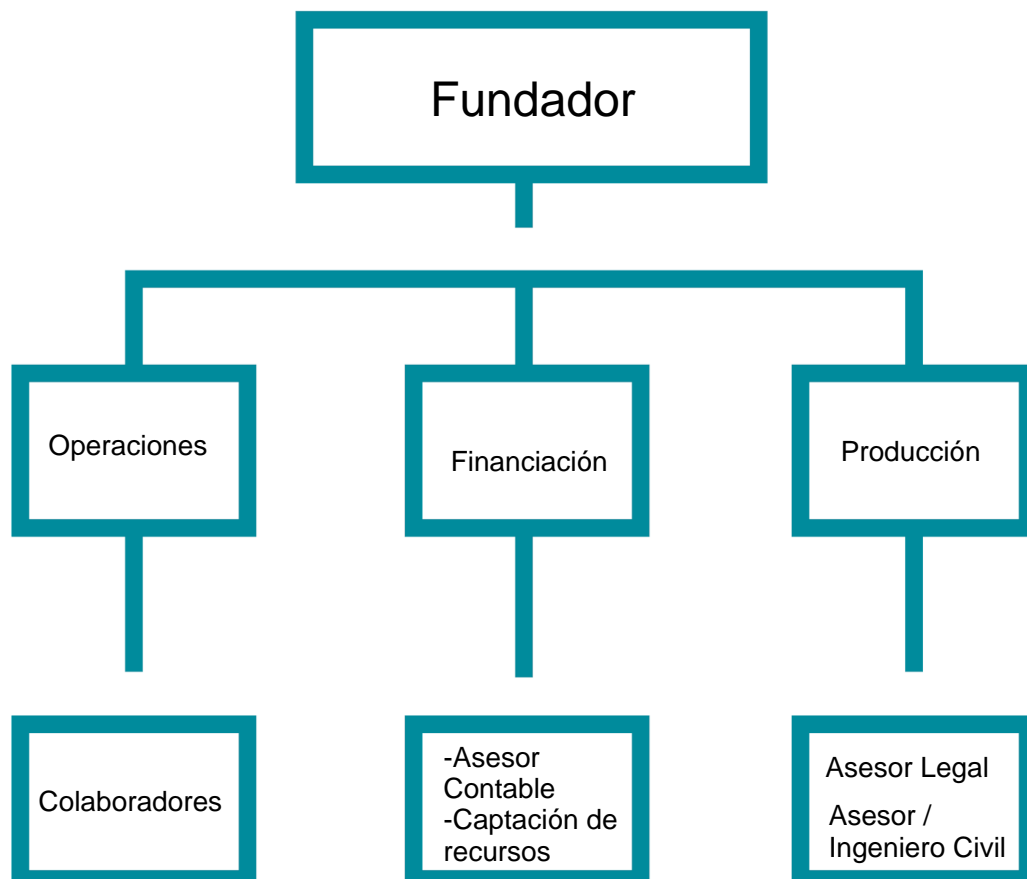 Fundador
Operaciones
Financiación
Producción
Colaboradores
-Asesor
Contable
-Captación de
recursos
Asesor Legal
Asesor /
Ingeniero Civil